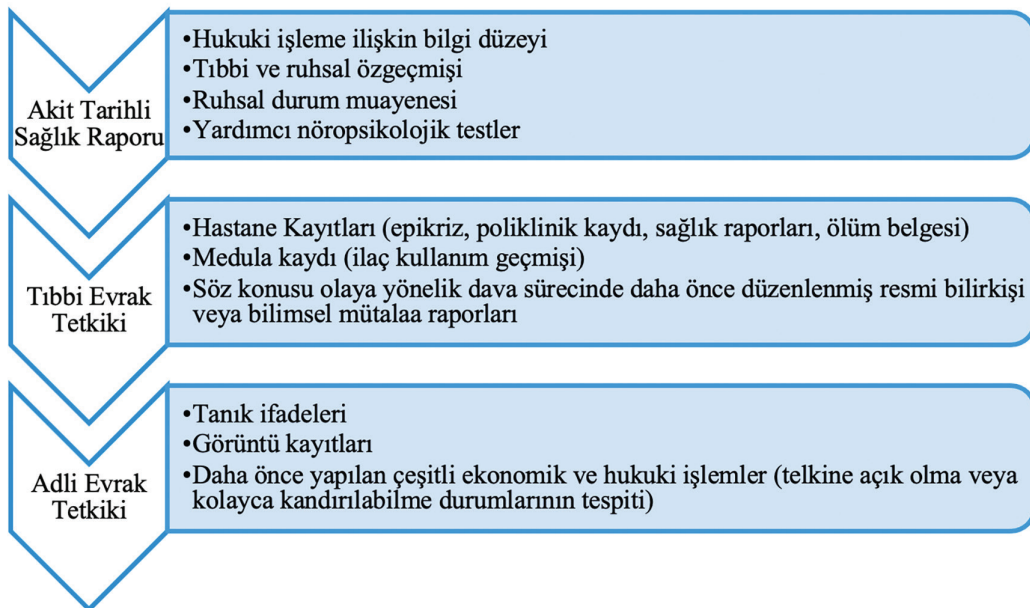 Akit Tarihli
Sağlık Raporu
•Hukuki işleme ilişkin bilgi düzeyi
•Tıbbi ve ruhsal özgeçmişi
•Ruhsal durum muayenesi
•Yardımcı nöropsikolojik testler
Tıbbi Evrak
Tetkiki
•Hastane Kayıtları (epikriz, poliklinik kaydı, sağlık raporları, ölüm belgesi)
•Medula kaydı (ilaç kullanım geçmişi)
•Söz konusu olaya yönelik dava sürecinde daha önce düzenlenmiş resmi bilirkişi
veya bilimsel mütalaa raporları
Adli Evrak
Tetkiki
•Tanık ifadeleri
•Görüntü kayıtları
•Daha önce yapılan çeşitli ekonomik ve hukuki işlemler (telkine açık olma veya
kolayca kandırılabilme durumlarının tespiti)